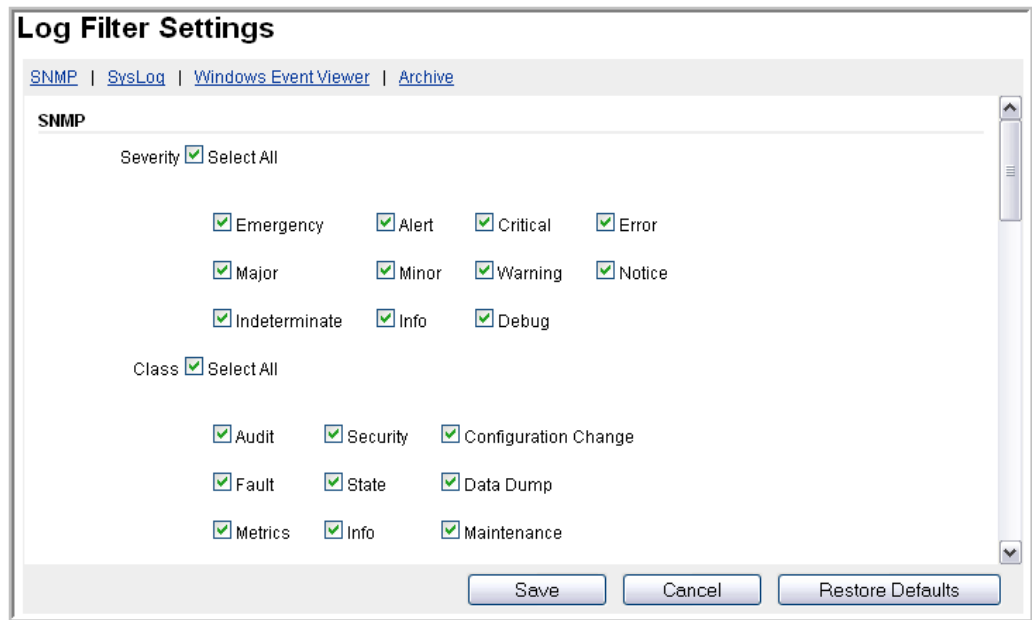 Log Filter Settings
SNMP | SysLog | Windows Event Viewer | Archive
SNMP
Severity Select All
Emergency Alert Critical Error
Major Minor Warning Notice
Indeterminate Info Debug
Class Select All
Audit Security Configuration Change
Fault State Data Dump
Metrics Info Maintenance
Save Cancel Restore Defaults